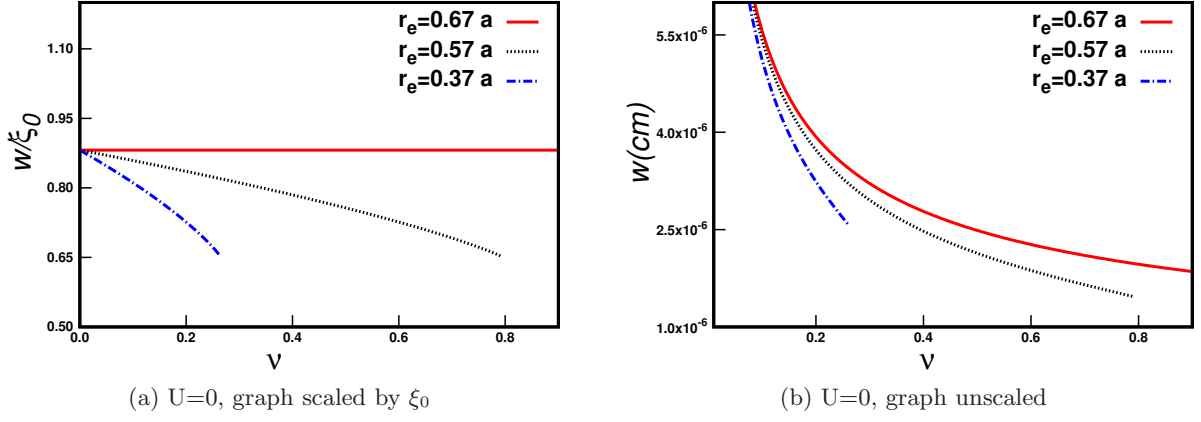 r_e=0.67 a
r_e=0.57 a
r_e=0.37 a
1.10
0.95
0.80
0.65
0.50
w/ξ_0
0.0 0.2 0.4 0.6 0.8
ν
(a) U=0, graph scaled by ξ_0
r_e=0.67 a
r_e=0.57 a
r_e=0.37 a
5.5x10^-6
4.0x10^-6
2.5x10^-6
1.0x10^-6
w(cm)
0.2 0.4 0.6 0.8
ν
(b) U=0, graph unscaled